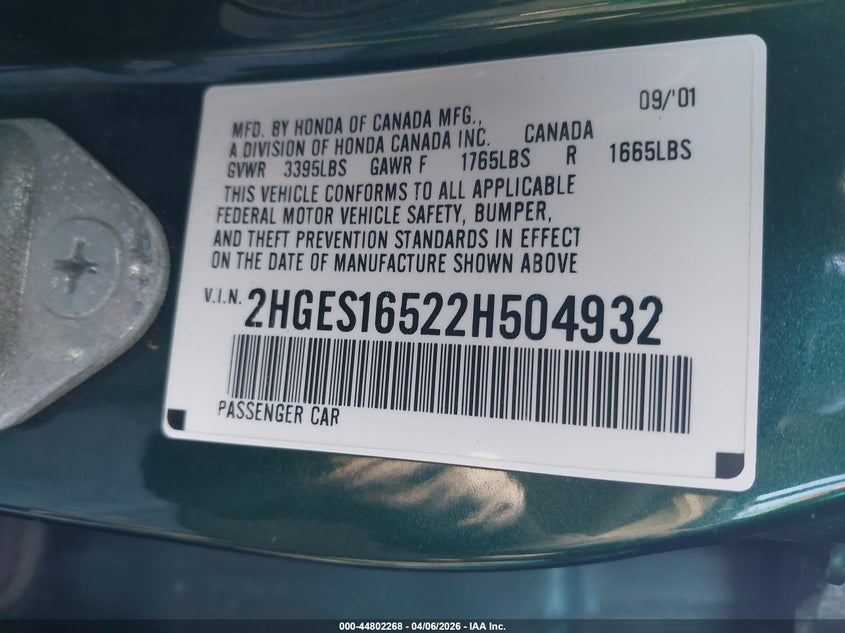 09/'01
MFD. BY HONDA OF CANADA MFG.,
A DIVISION OF HONDA CANADA INC. CANADA
GVWR 3395LBS GAWR F 1765LBS R 1665LBS
THIS VEHICLE CONFORMS TO ALL APPLICABLE
FEDERAL MOTOR VEHICLE SAFETY, BUMPER,
AND THEFT PREVENTION STANDARDS IN EFFECT
ON THE DATE OF MANUFACTURE SHOWN ABOVE
V.I.N. 2HGES16522H504932
PASSENGER CAR
000-44802268 - 04/06/2026 - IAA Inc.